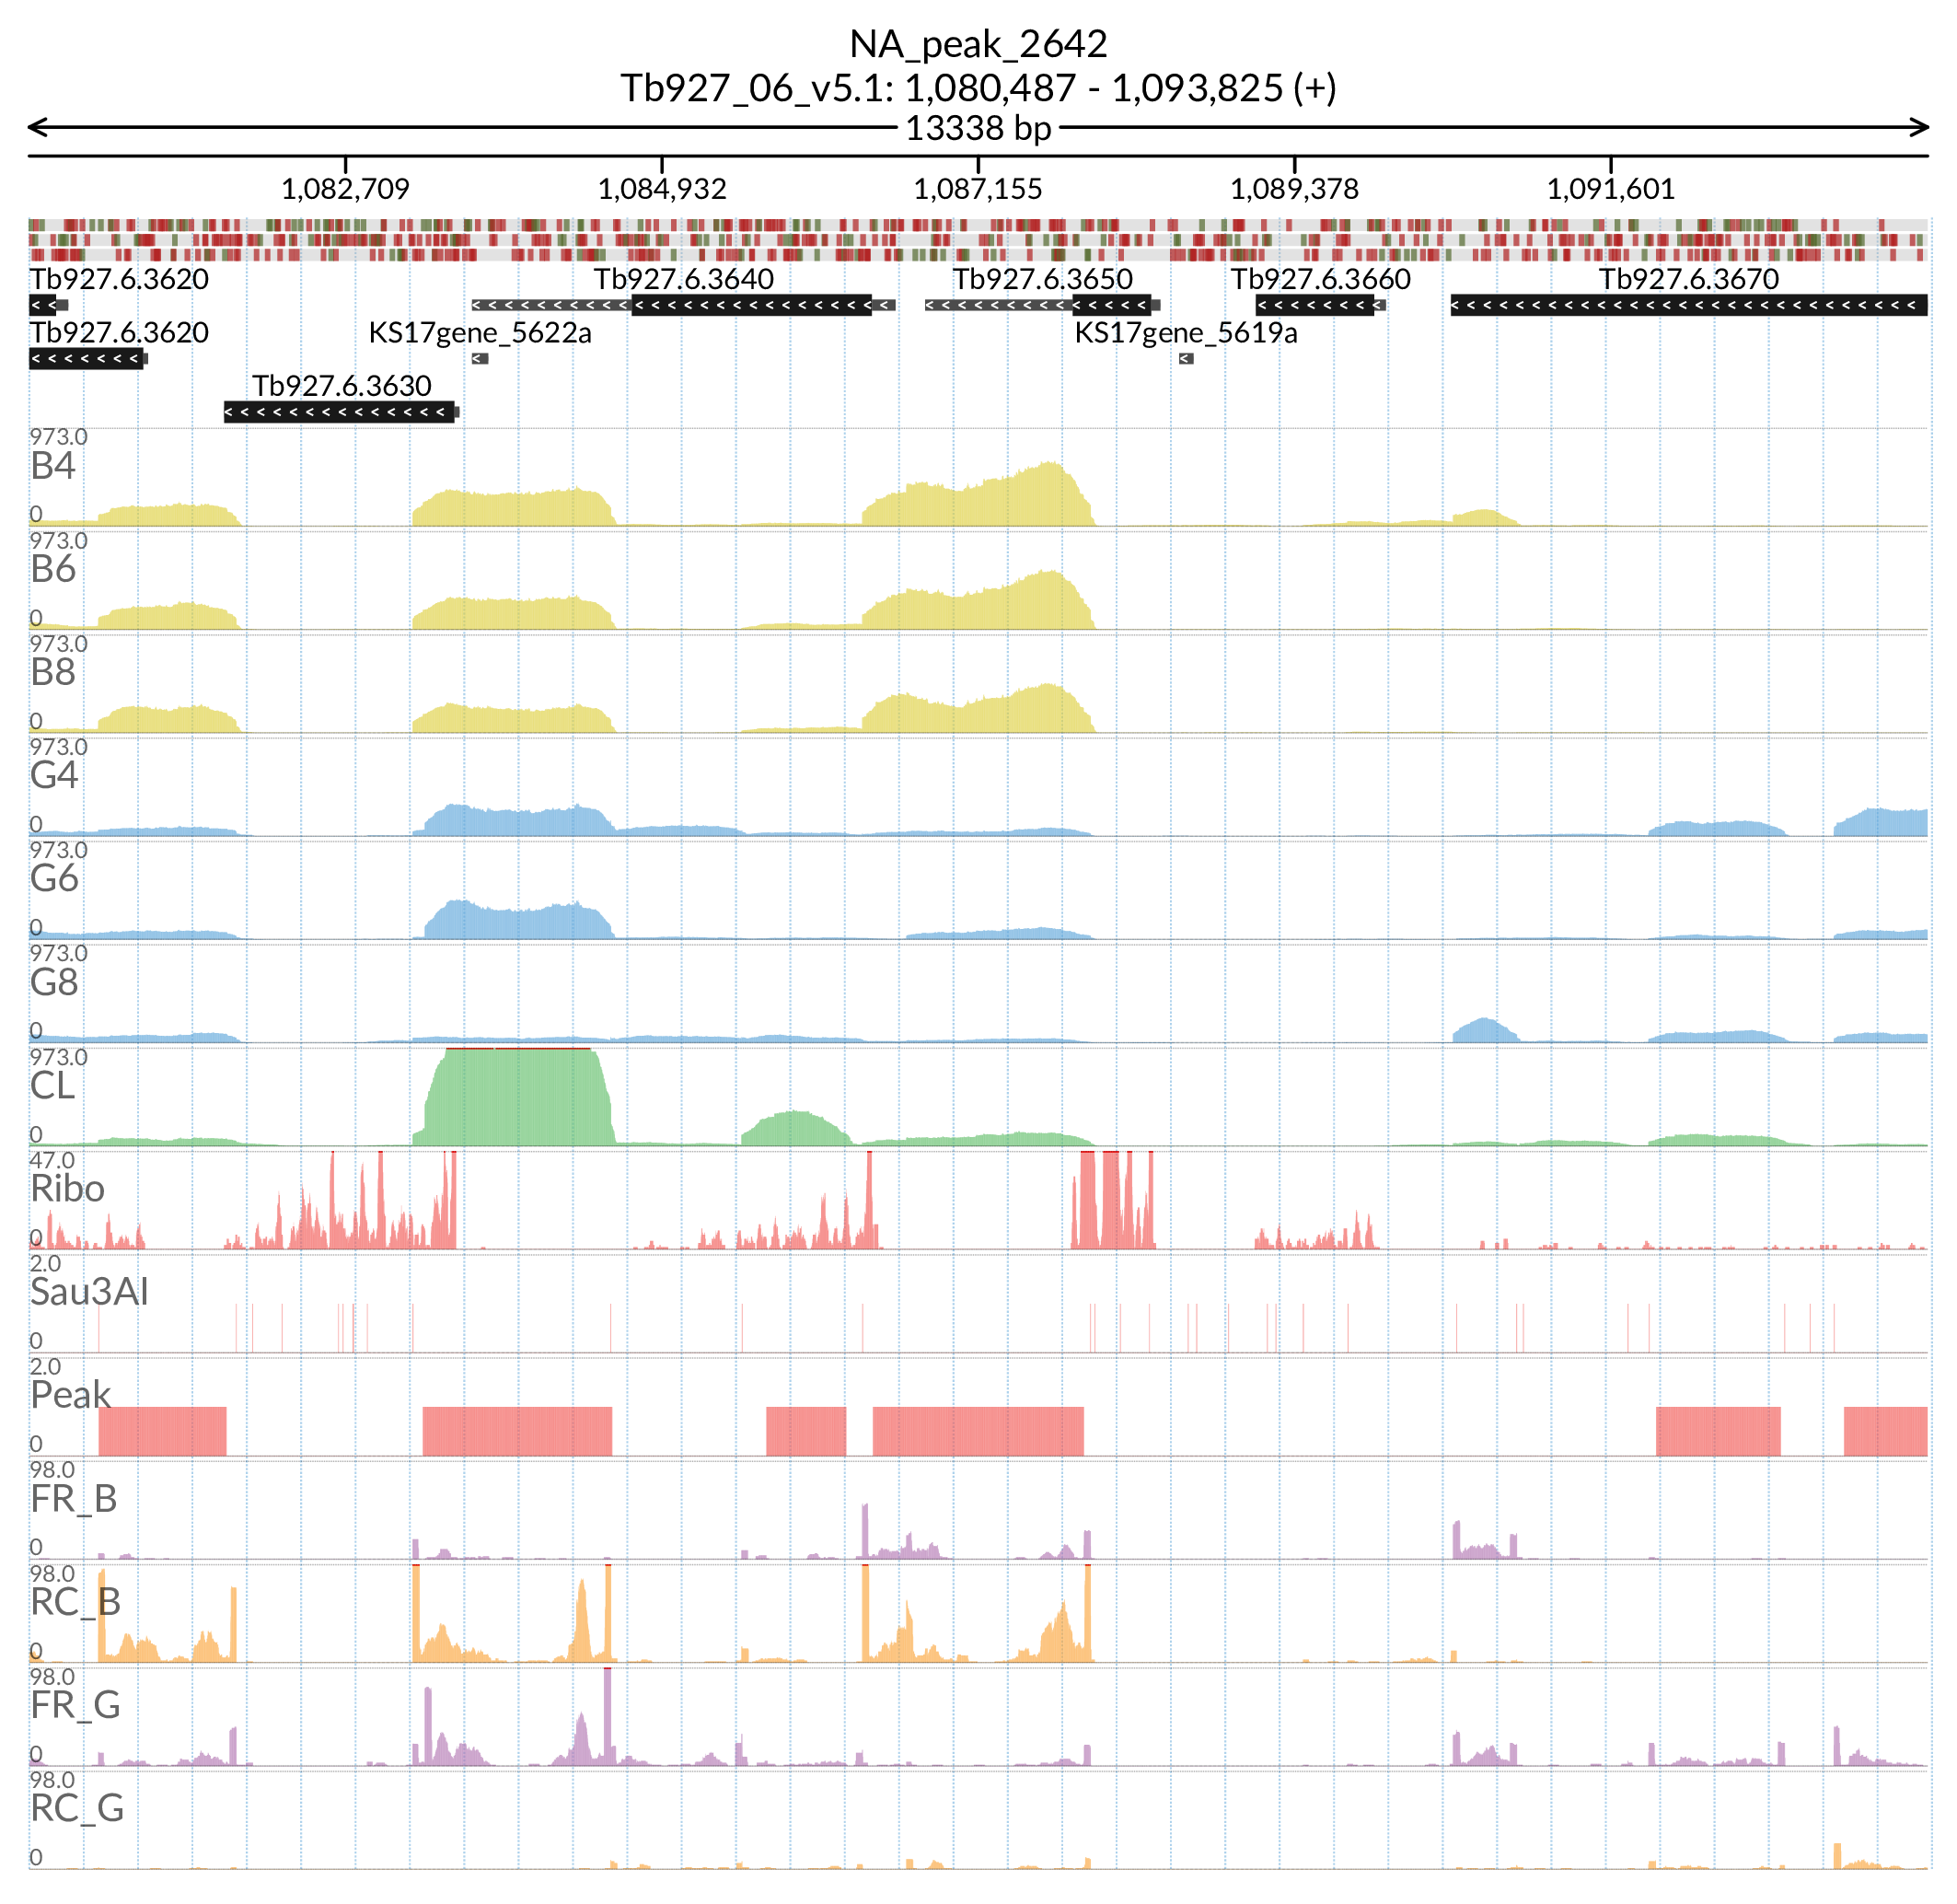 NA_peak_2642
Tb927_06_v5.1: 1,080,487 - 1,093,825 (+)
13338 bp
1,082,709 1,084,932 1,087,155 1,089,378 1,091,601
Tb927.6.3620 Tb927.6.3640 Tb927.6.3650 Tb927.6.3660 Tb927.6.3670
Tb927.6.3620 KS17gene_5622a KS17gene_5619a
Tb927.6.3630
973.0
B4
0
973.0
B6
0
973.0
B8
0
973.0
G4
0
973.0
G6
0
973.0
G8
0
973.0
CL
0
47.0
Ribo
0
2.0
Sau3AI
0
2.0
Peak
0
98.0
FR_B
0
98.0
RC_B
0
98.0
FR_G
0
98.0
RC_G
0